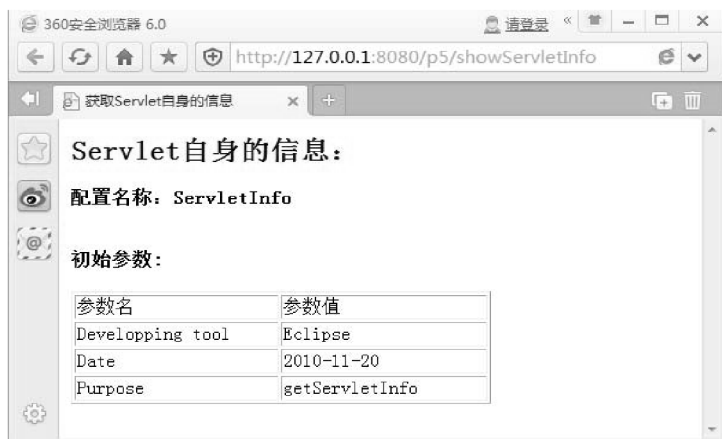 360安全浏览器 6.0 请登录
http://127.0.0.1:8080/p5/showServletInfo
获取Servlet自身的信息
Servlet自身的信息：
配置名称：ServletInfo
初始参数：
参数名 参数值
Developping tool Eclipse
Date 2010-11-20
Purpose getServletInfo